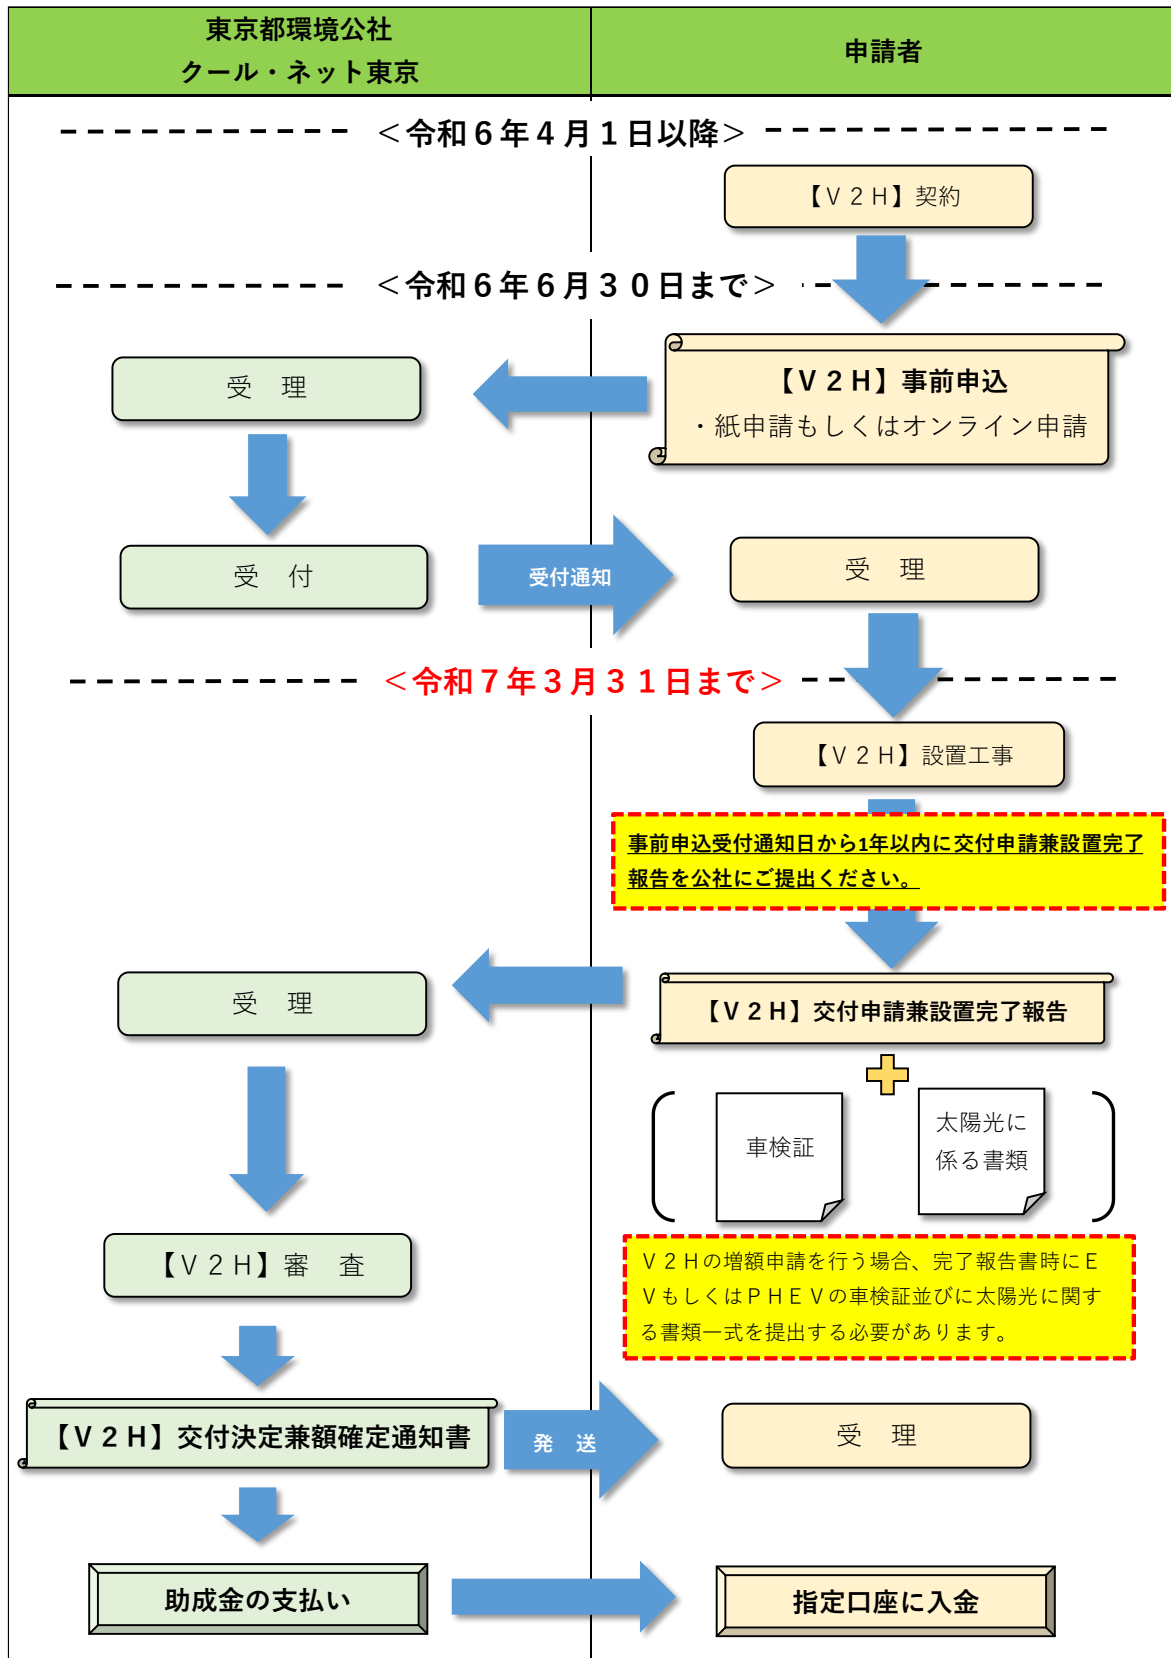 東京都環境公社
クール・ネット東京
申請者
＜令和６年４月１日以降＞
【Ｖ２Ｈ】契約
＜令和６年６月３０日まで＞
【Ｖ２Ｈ】事前申込
・紙申請もしくはオンライン申請
受　理
受　付
受付通知
受　理
＜令和７年３月３１日まで＞
【Ｖ２Ｈ】設置工事
事前申込受付通知日から1年以内に交付申請兼設置完了
報告を公社にご提出ください。
【Ｖ２Ｈ】交付申請兼設置完了報告
受　理
車検証
太陽光に
係る書類
【Ｖ２Ｈ】審　査
Ｖ２Ｈの増額申請を行う場合、完了報告書時にＥ
ＶもしくはＰＨＥＶの車検証並びに太陽光に関す
る書類一式を提出する必要があります。
【Ｖ２Ｈ】交付決定兼額確定通知書
発　送
受　理
助成金の支払い
指定口座に入金